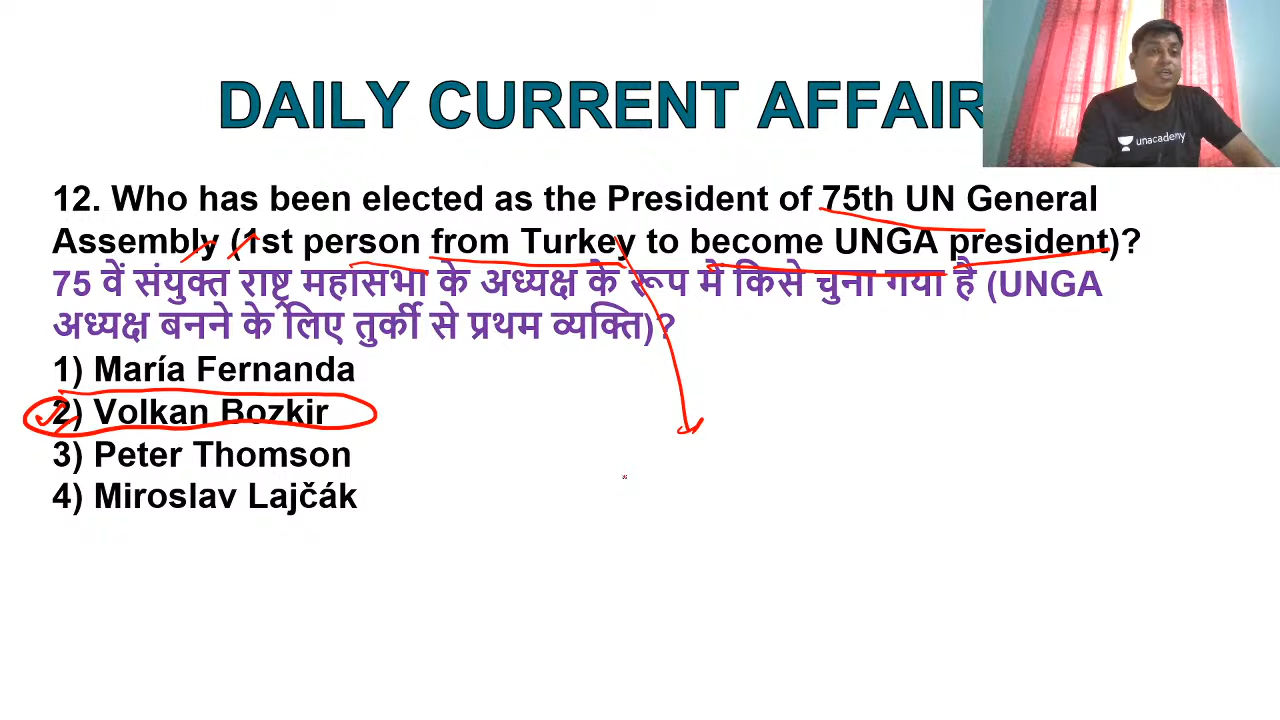 DAILY CURRENT AFFAIR
unacademy
12. Who has been elected as the President of 75th UN General
Assembly (1st person from Turkey to become UNGA president)?
75 वें संयुक्त राष्ट्र महासभा के अध्यक्ष के रूप में किसे चुना गया है (UNGA
अध्यक्ष बनने के लिए तुर्की से प्रथम व्यक्ति)?
1) María Fernanda
2) Volkan Bozkir
3) Peter Thomson
4) Miroslav Lajčák